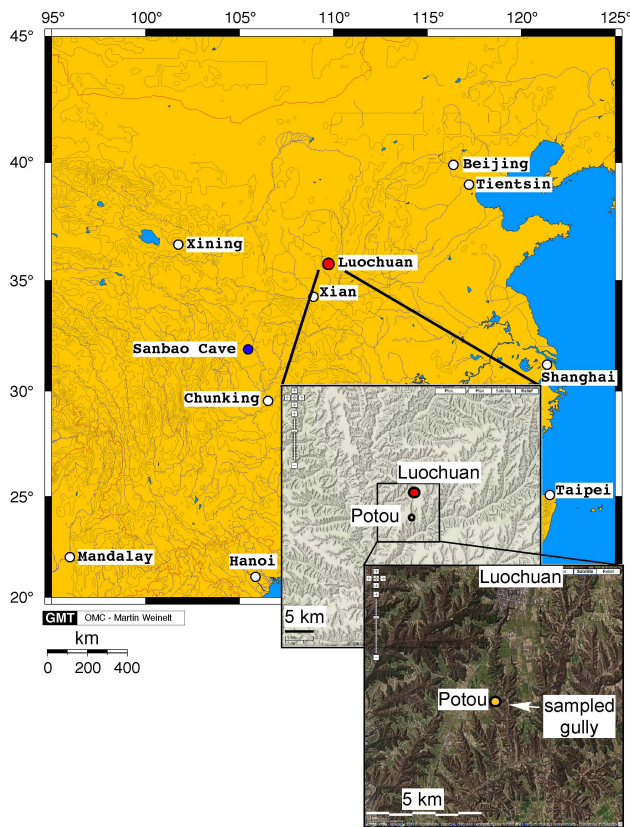 95° 100° 105° 110° 115° 120° 125°
45°
40°
35°
30°
25°
20°
Beijing
Tientsin
Xining
Luochuan
Xian
Sanbao Cave
Shanghai
Chunking
Taipei
Mandalay
Hanoi
GMT OMC - Martin Weinelt
km
0 200 400
Satellite Relief
Luochuan
Potou
5 km
Luochuan
Potou
sampled
gully
5 km